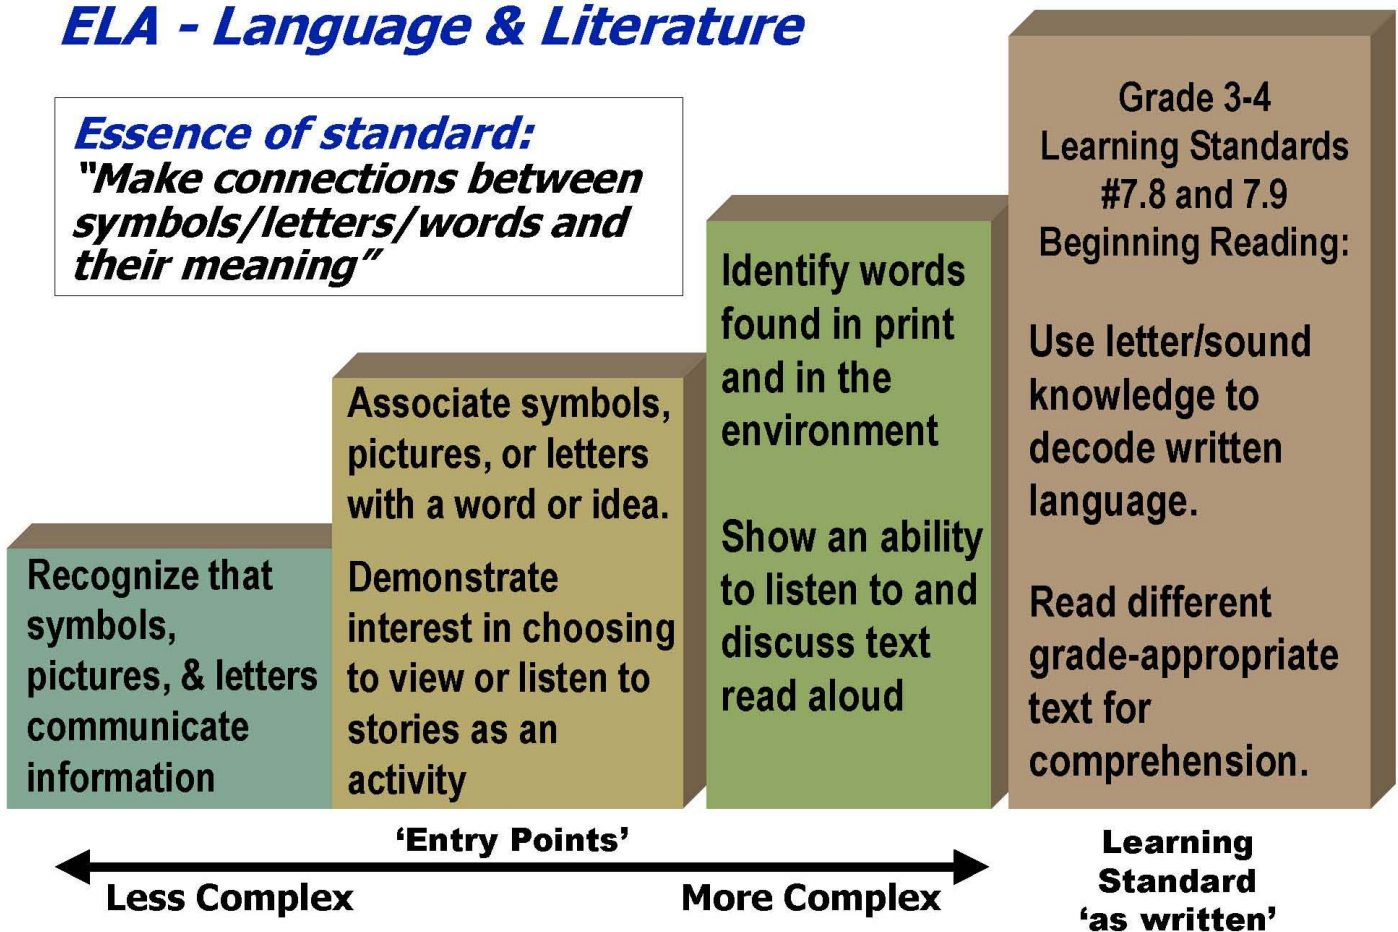 ELA - Language & Literature
Essence of standard:
“Make connections between
symbols/letters/words and
their meaning”
Recognize that
symbols,
pictures, & letters
communicate
information
Associate symbols,
pictures, or letters
with a word or idea.
Demonstrate
interest in choosing
to view or listen to
stories as an
activity
Identify words
found in print
and in the
environment
Show an ability
to listen to and
discuss text
read aloud
Grade 3-4
Learning Standards
#7.8 and 7.9
Beginning Reading:
Use letter/sound
knowledge to
decode written
language.
Read different
grade-appropriate
text for
comprehension.
‘Entry Points’
Less Complex
More Complex
Learning
Standard
‘as written’